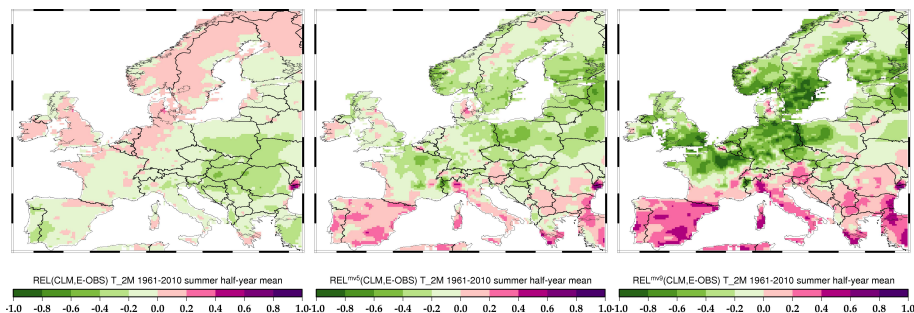 REL(CLM,E-OBS) T_2M 1961-2010 summer half-year mean
-1.0 -0.8 -0.6 -0.4 -0.2 0.0 0.2 0.4 0.6 0.8 1.0
REL^mv5(CLM,E-OBS) T_2M 1961-2010 summer half-year mean
-1.0 -0.8 -0.6 -0.4 -0.2 0.0 0.2 0.4 0.6 0.8 1.0
REL^mv9(CLM,E-OBS) T_2M 1961-2010 summer half-year mean
-1.0 -0.8 -0.6 -0.4 -0.2 0.0 0.2 0.4 0.6 0.8 1.0